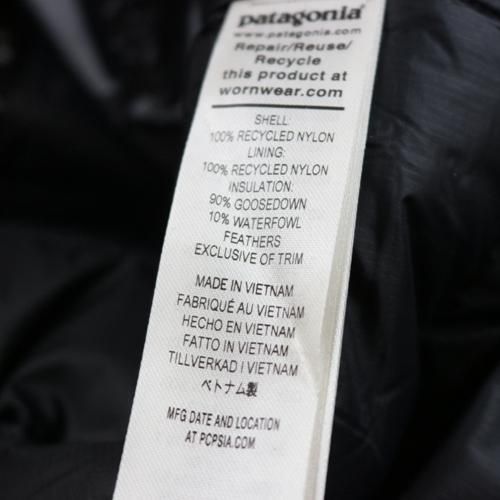 patagonia®
www.patagonia.com
Repair/Reuse/
Recycle
this product at
wornwear.com
SHELL:
100% RECYCLED NYLON
LINING:
100% RECYCLED NYLON
INSULATION:
90% GOOSEDOWN
10% WATERFOWL
FEATHERS
EXCLUSIVE OF TRIM
MADE IN VIETNAM
FABRIQUÉ AU VIETNAM
HECHO EN VIETNAM
FATTO IN VIETNAM
TILLVERKAD I VIETNAM
ベトナム製
MFG DATE AND LOCATION
AT PCPSIA.COM